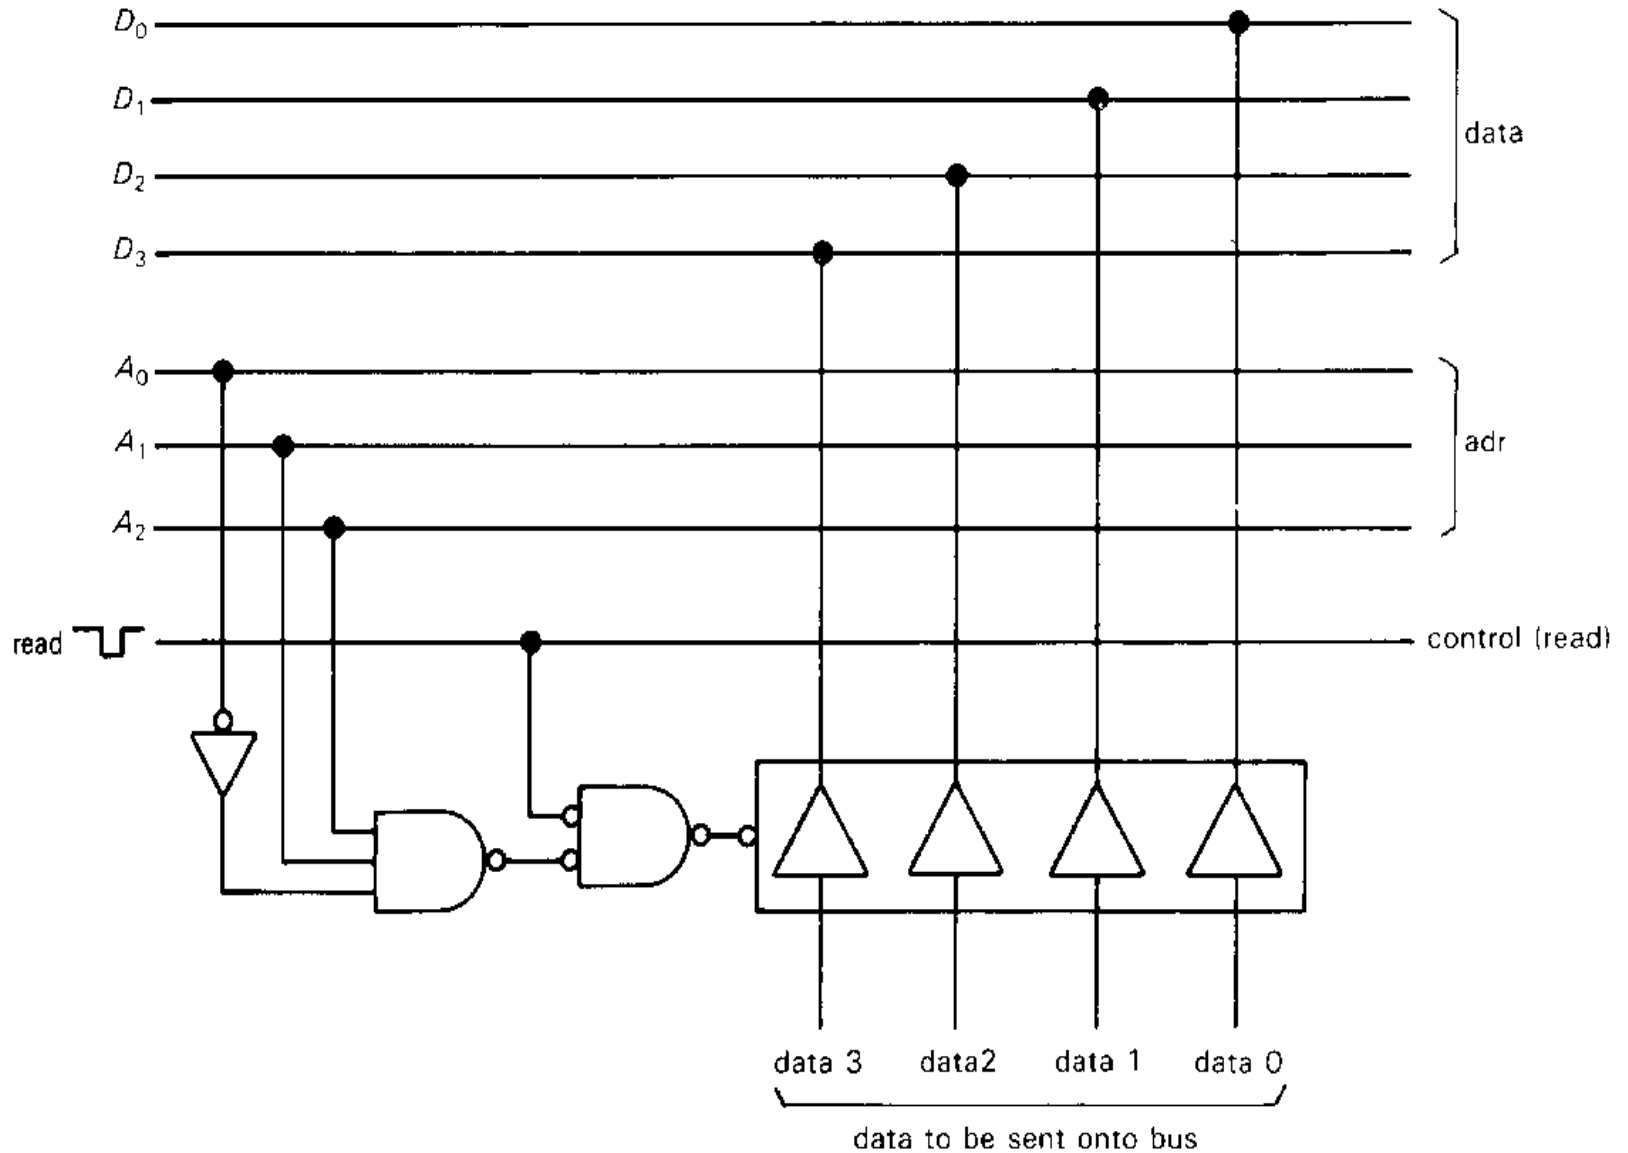 D0
D1
data
D2
D3
A0
A1
adr
A2
read
control (read)
data 3
data2
data 1
data 0
data to be sent onto bus